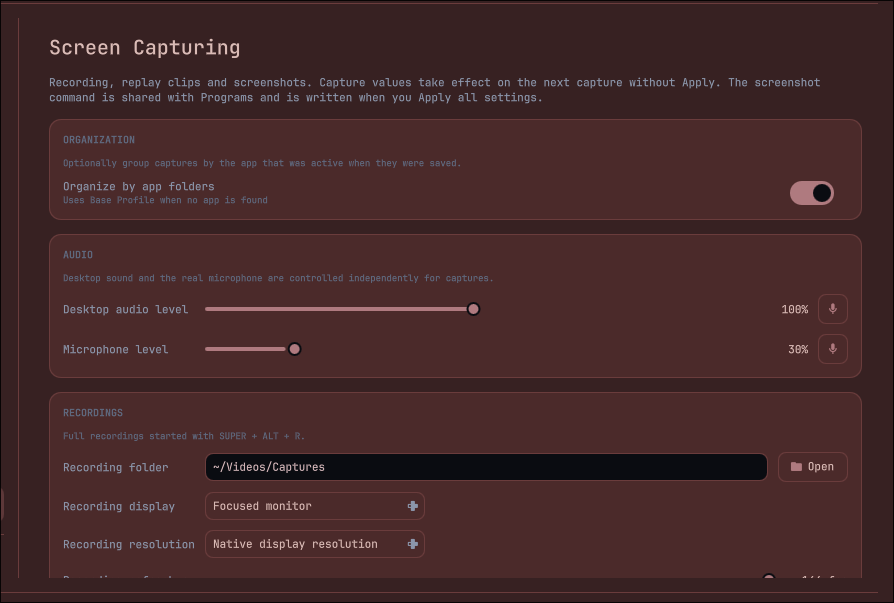 Screen Capturing
Recording, replay clips and screenshots. Capture values take effect on the next capture without Apply. The screenshot
command is shared with Programs and is written when you Apply all settings.
ORGANIZATION
Optionally group captures by the app that was active when they were saved.
Organize by app folders
Uses Base Profile when no app is found
AUDIO
Desktop sound and the real microphone are controlled independently for captures.
Desktop audio level 100%
Microphone level 30%
RECORDINGS
Full recordings started with SUPER + ALT + R.
Recording folder ~/Videos/Captures Open
Recording display Focused monitor
Recording resolution Native display resolution